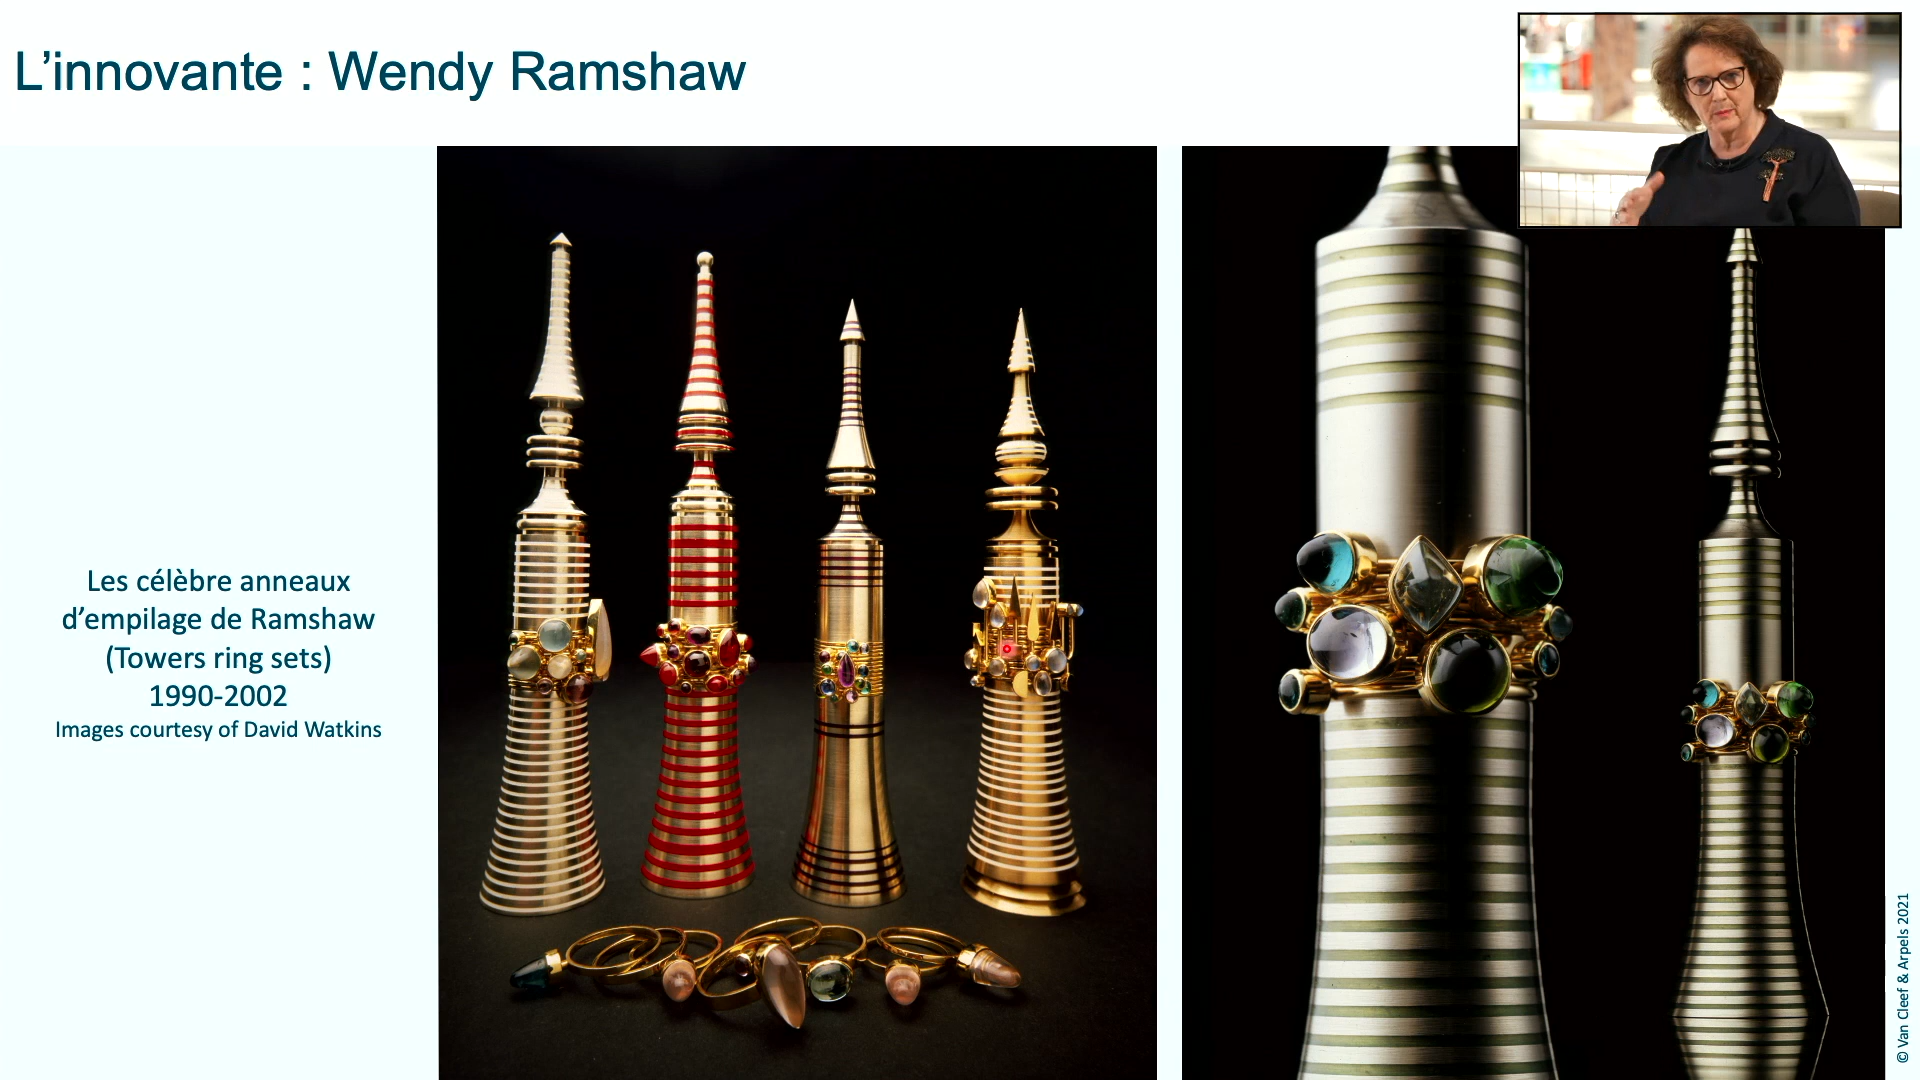 L’innovante : Wendy Ramshaw
Les célèbre anneaux
d’empilage de Ramshaw
(Towers ring sets)
1990-2002
Images courtesy of David Watkins
© Van Cleef & Arpels 2021